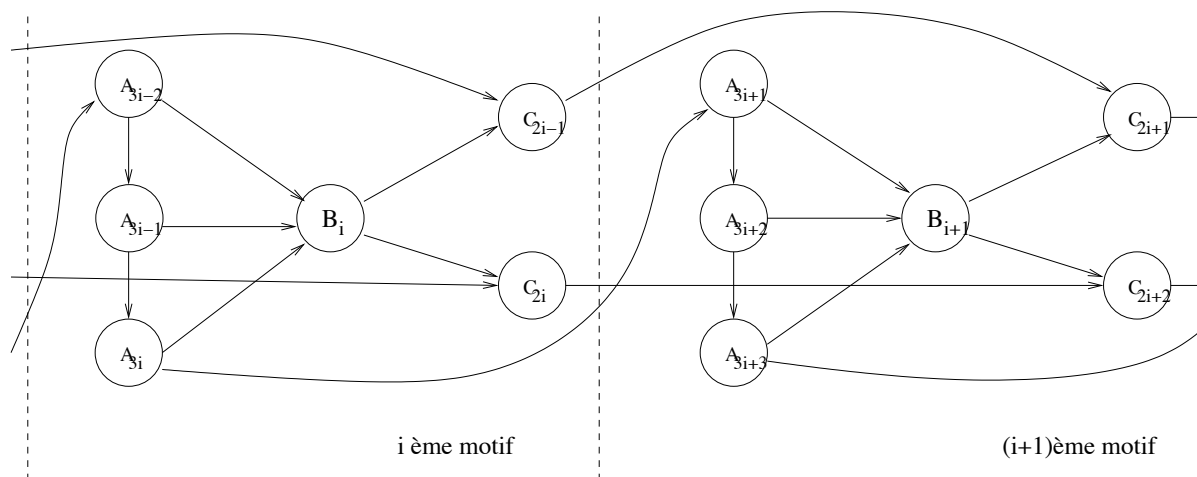 A3i−2
C2i−1
A3i−1
Bi
C2i
A3i
i ème motif
A3i+1
C2i+1
A3i+2
Bi+1
C2i+2
A3i+3
(i+1)ème motif